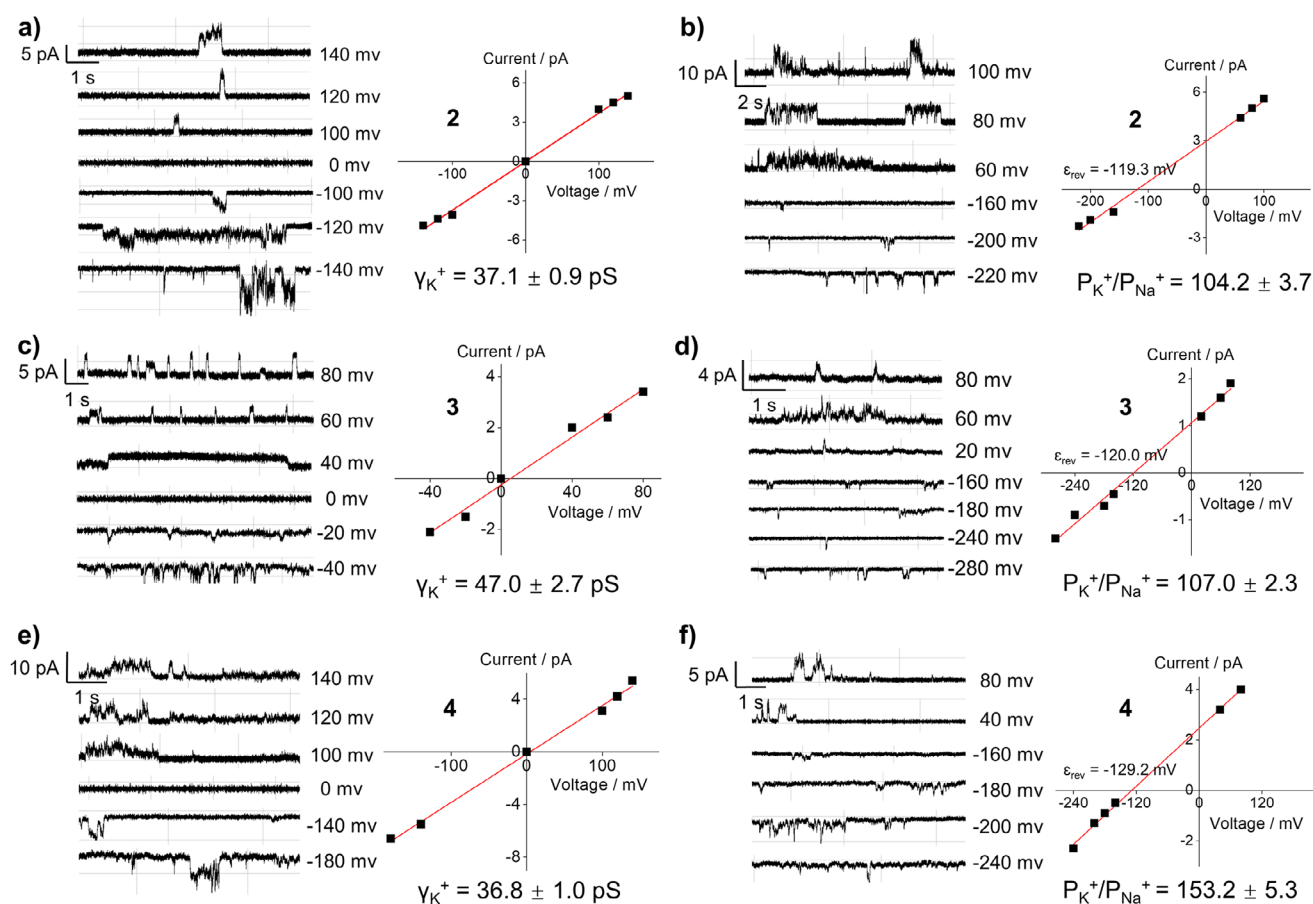 a)
5 pA
1 s
140 mv
120 mv
100 mv
0 mv
-100 mv
-120 mv
-140 mv
Current / pA
2
6
3
0
-3
-6
-100
0
100
Voltage / mV
γK+ = 37.1 ± 0.9 pS
b)
10 pA
2 s
100 mv
80 mv
60 mv
-160 mv
-200 mv
-220 mv
Current / pA
2
6
3
0
-3
εrev = -119.3 mV
-200
-100
0
100
Voltage / mV
PK+/PNa+ = 104.2 ± 3.7
c)
5 pA
1 s
80 mv
60 mv
40 mv
0 mv
-20 mv
-40 mv
Current / pA
3
4
2
0
-2
-40
0
40
80
Voltage / mV
γK+ = 47.0 ± 2.7 pS
d)
4 pA
1 s
80 mv
60 mv
20 mv
-160 mv
-180 mv
-240 mv
-280 mv
Current / pA
3
2
1
0
-1
εrev = -120.0 mV
-240
-120
0
120
Voltage / mV
PK+/PNa+ = 107.0 ± 2.3
e)
10 pA
1 s
140 mv
120 mv
100 mv
0 mv
-140 mv
-180 mv
Current / pA
4
4
0
-4
-8
-100
0
100
Voltage / mV
γK+ = 36.8 ± 1.0 pS
f)
5 pA
1 s
80 mv
40 mv
-160 mv
-180 mv
-200 mv
-240 mv
Current / pA
4
4
2
0
-2
εrev = -129.2 mV
-240
-120
0
120
Voltage / mV
PK+/PNa+ = 153.2 ± 5.3